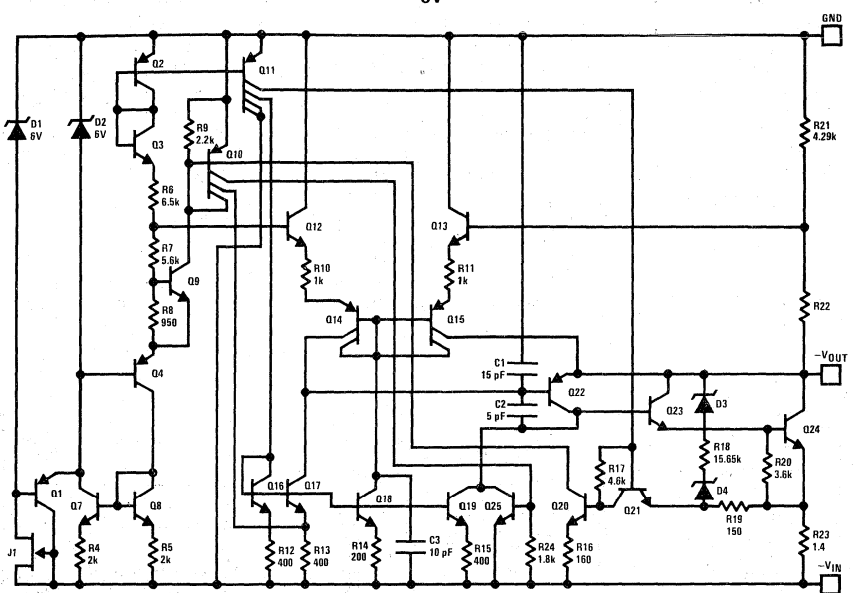 5V
GND
Q2
Q11
D1
6V
D2
6V
R9
2.2k
R21
4.29k
Q3
Q10
R6
6.5k
Q12
Q13
R7
5.6k
R10
1k
R11
1k
Q9
R8
950
R22
Q14
Q15
Q4
C1
15 pF
-VOUT
Q22
C2
5 pF
Q23
D3
Q24
R18
15.65k
R17
4.6k
R20
3.6k
Q1
Q7
Q8
Q16
Q17
Q18
Q19
Q25
Q20
Q21
D4
R19
150
J1
R4
2k
R5
2k
R12
400
R13
400
R14
200
C3
10 pF
R15
400
R24
1.8k
R16
160
R23
1.4
-VIN